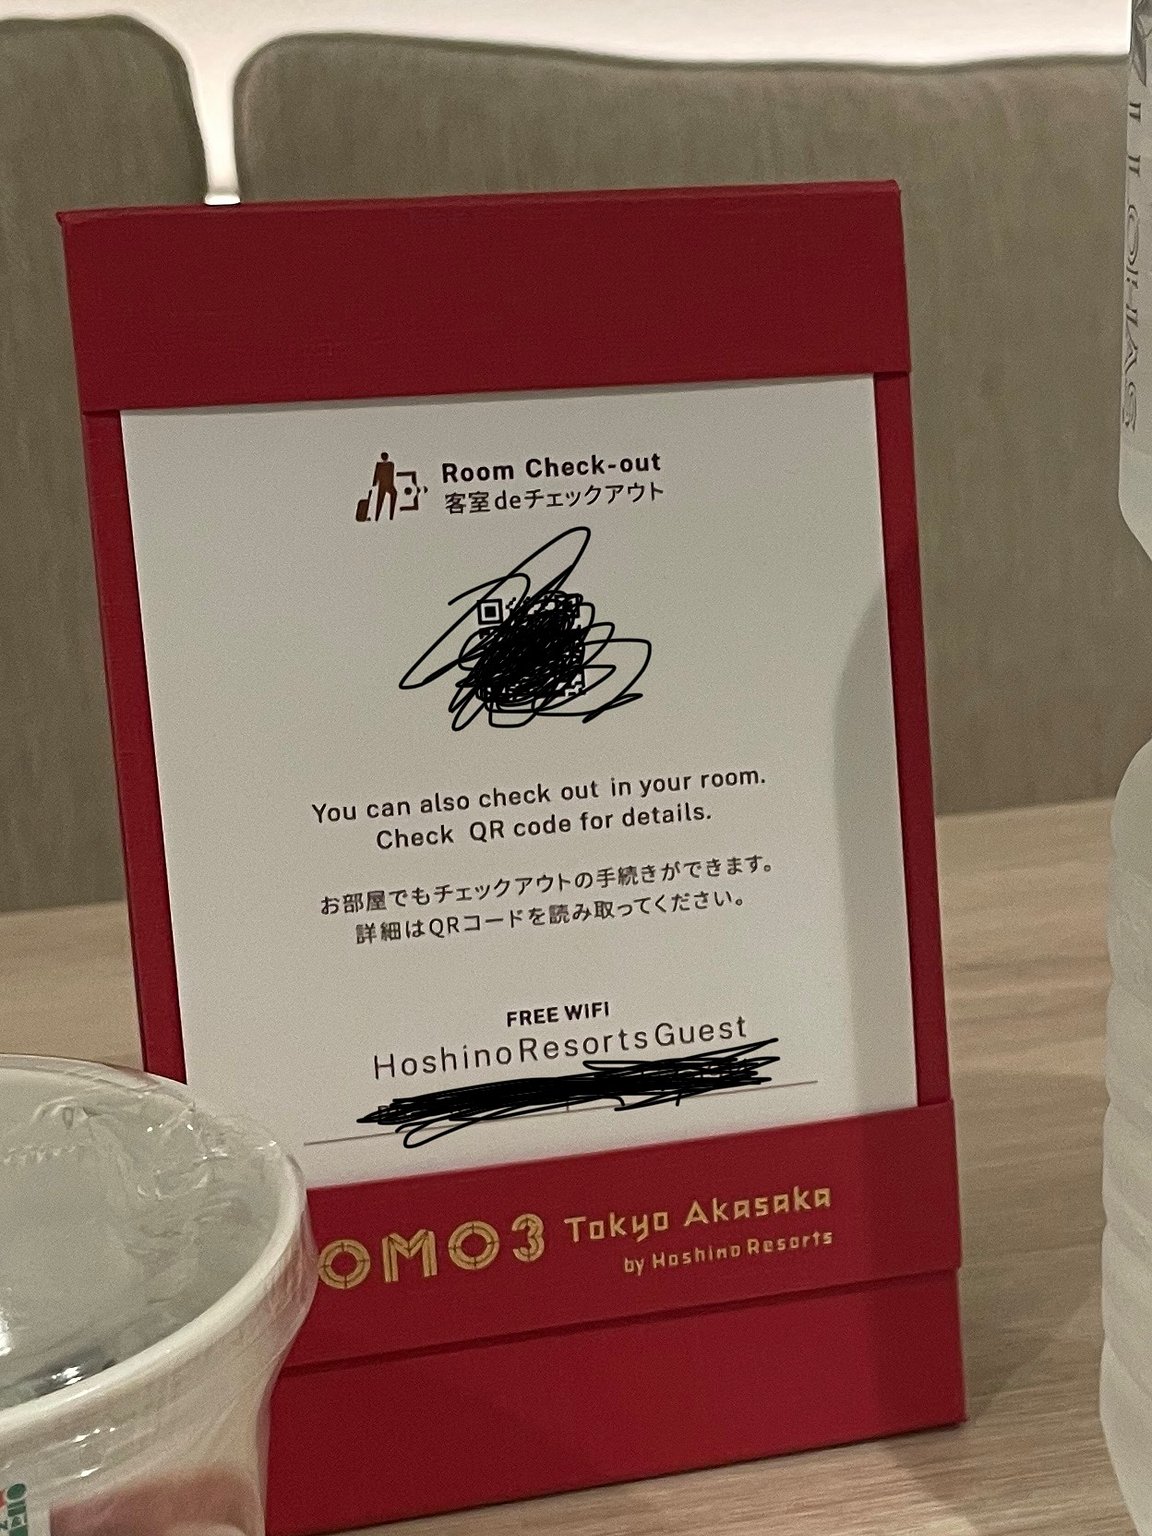 Room Check-out
客室deチェックアウト
You can also check out in your room.
Check QR code for details.
お部屋でもチェックアウトの手続きができます。
詳細はQRコードを読み取ってください。
FREE WIFI
HoshinoResortsGuest
OMO3 Tokyo Akasaka
by Hoshino Resorts